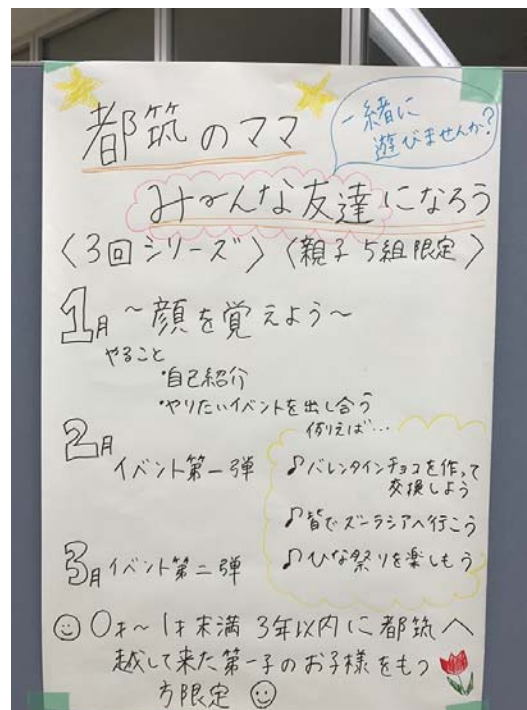 都筑のママ
一緒に
遊びませんか?
み〜んな友達になろう
〈3回シリーズ〉〈親子5組限定〉
1月 〜顔を覚えよう〜
やること
・自己紹介
・やりたいイベントを出し合う
例えば…
2月
イベント第一弾
♪バレンタインチョコを作って
交換しよう
♪皆でズーラシアへ行こう
♪ひな祭りを楽しもう
3月 イベント第二弾
☺0才〜1才未満 3年以内に都筑へ
越して来た第一子のお子様をもつ
方限定☺